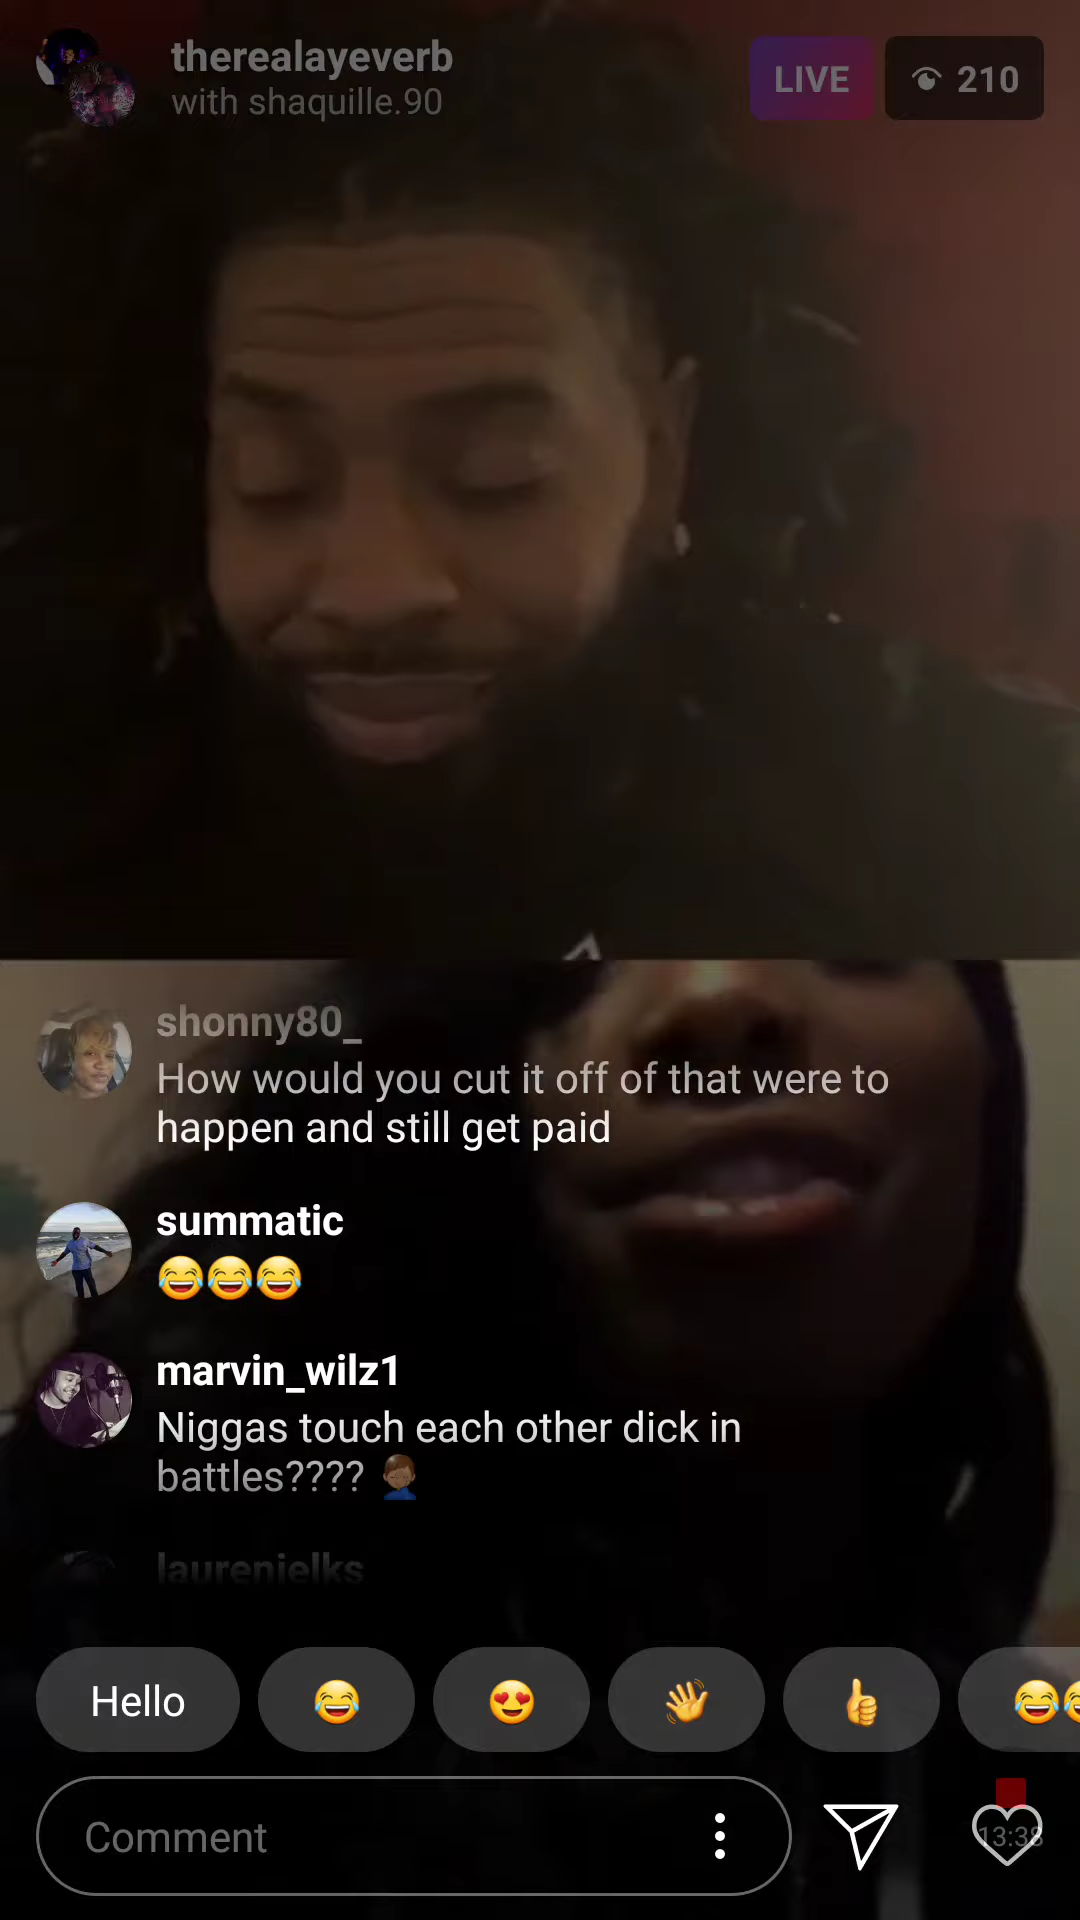 therealayeverb
with shaquille.90
LIVE
210
shonny80_
How would you cut it off of that were to
happen and still get paid
summatic
😂😂😂
marvin_wilz1
Niggas touch each other dick in
battles???? 🤦🏽‍♂️
laurenjelks
Hello
Comment
13:38